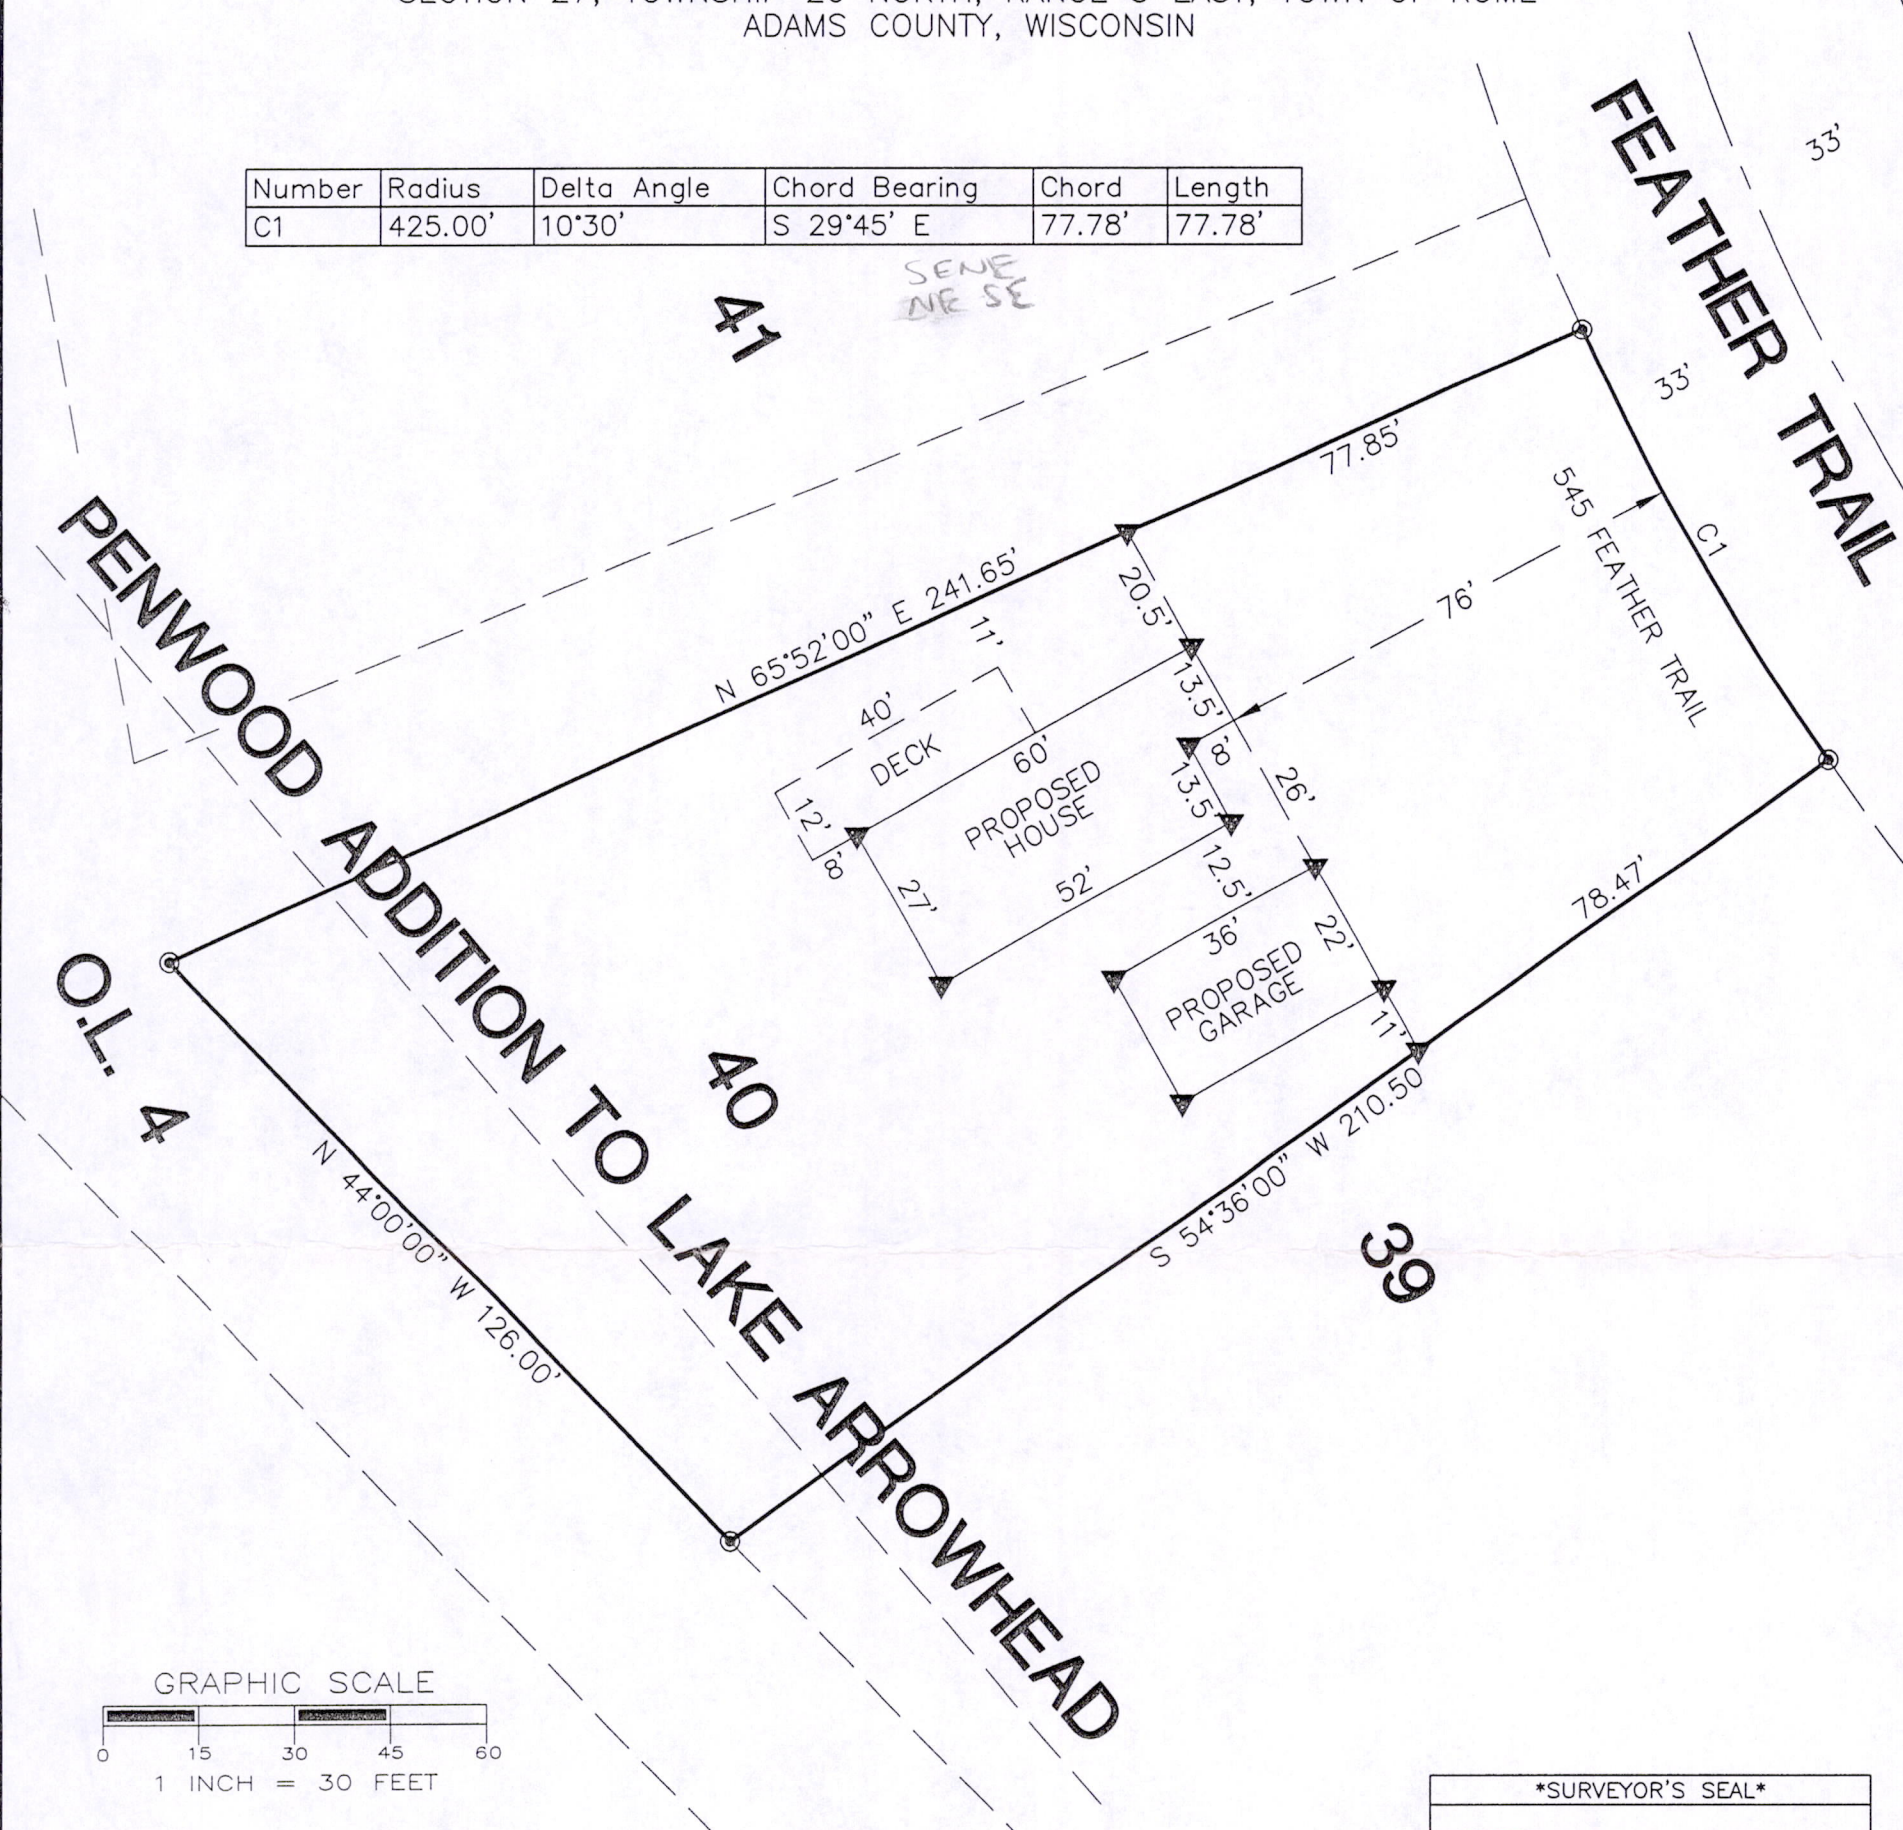 ADAMS COUNTY, WISCONSIN
Number Radius Delta Angle Chord Bearing Chord Length
C1 425.00' 10°30' S 29°45' E 77.78' 77.78'
SENE
NE SE
41
FEATHER TRAIL
33'
33'
77.85'
545 FEATHER TRAIL
C1
76'
N 65°52'00" E 241.65'
20.5'
13.5'
8'
13.5'
26'
11'
40'
DECK
60'
12'
8'
PROPOSED
HOUSE
27'
52'
12.5'
36'
22'
PROPOSED
GARAGE
11'
78.47'
S 54°36'00" W 210.50
PENWOOD ADDITION TO LAKE ARROWHEAD
O.L. 4
40
39
N 44°00'00" W 126.00'
GRAPHIC SCALE
0 15 30 45 60
1 INCH = 30 FEET
*SURVEYOR'S SEAL*